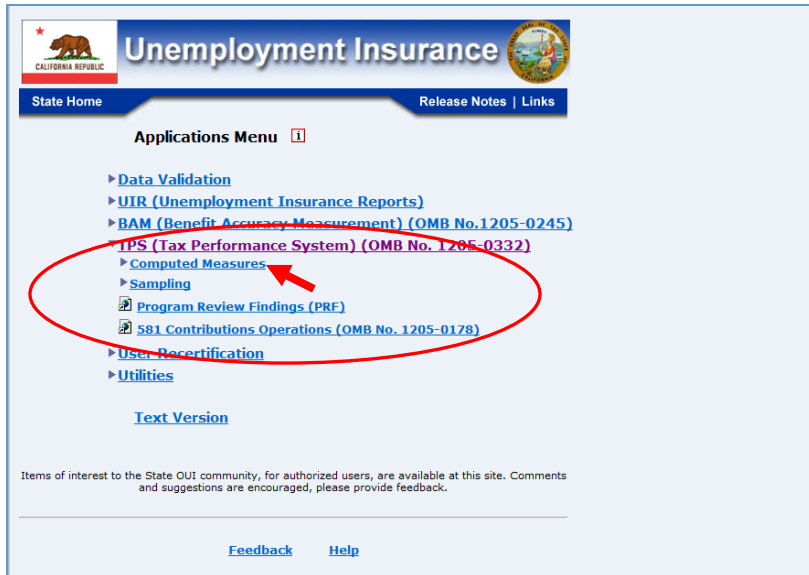 CALIFORNIA REPUBLIC
Unemployment Insurance
State Home
Release Notes | Links
Applications Menu i
Data Validation
UIR (Unemployment Insurance Reports)
BAM (Benefit Accuracy Measurement) (OMB No.1205-0245)
TPS (Tax Performance System) (OMB No. 1205-0332)
Computed Measures
Sampling
Program Review Findings (PRF)
581 Contributions Operations (OMB No. 1205-0178)
User Recertification
Utilities
Text Version
Items of interest to the State OUI community, for authorized users, are available at this site. Comments
and suggestions are encouraged, please provide feedback.
Feedback Help